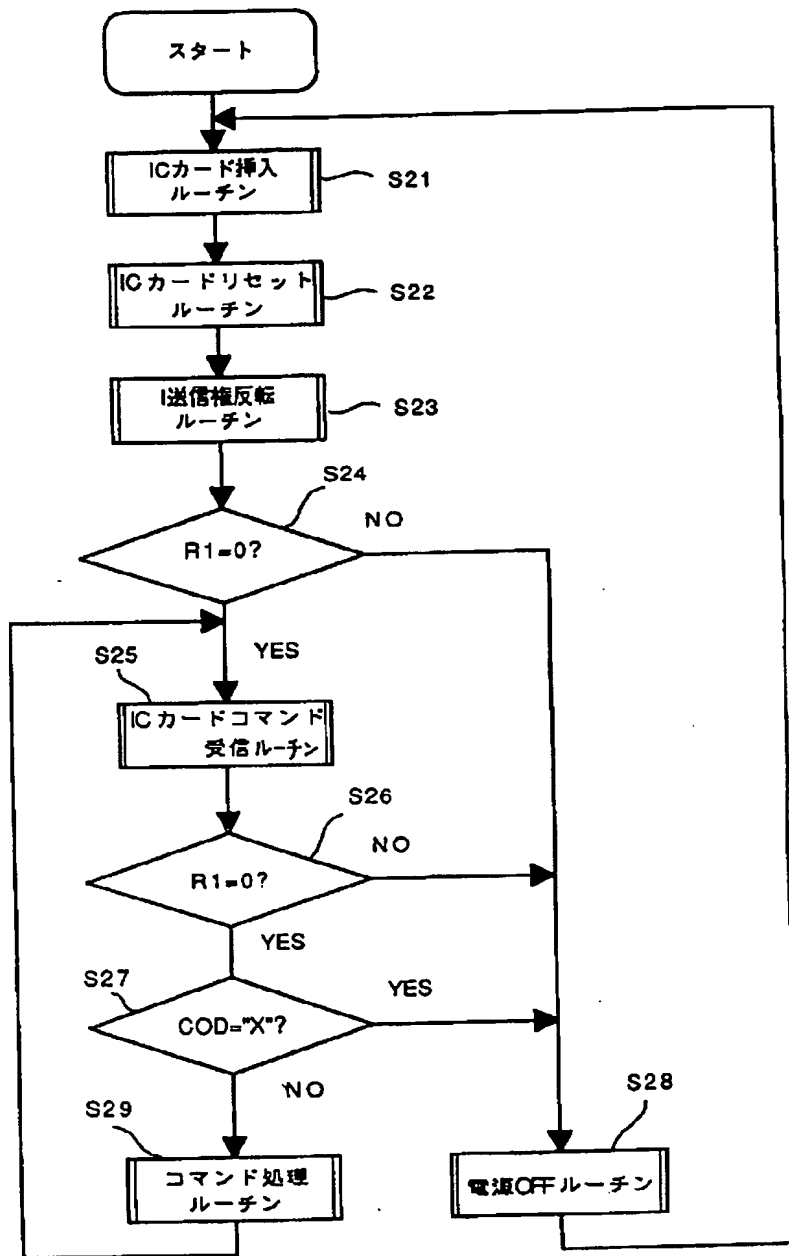 スタート
ICカード挿入
ルーチン
S21
ICカードリセット
ルーチン
S22
I送信権反転
ルーチン
S23
S24
R1=0?
NO
YES
S25
ICカードコマンド
受信ルーチン
S26
R1=0?
NO
YES
S27
COD="X"?
YES
NO
S29
コマンド処理
ルーチン
S28
電源OFFルーチン